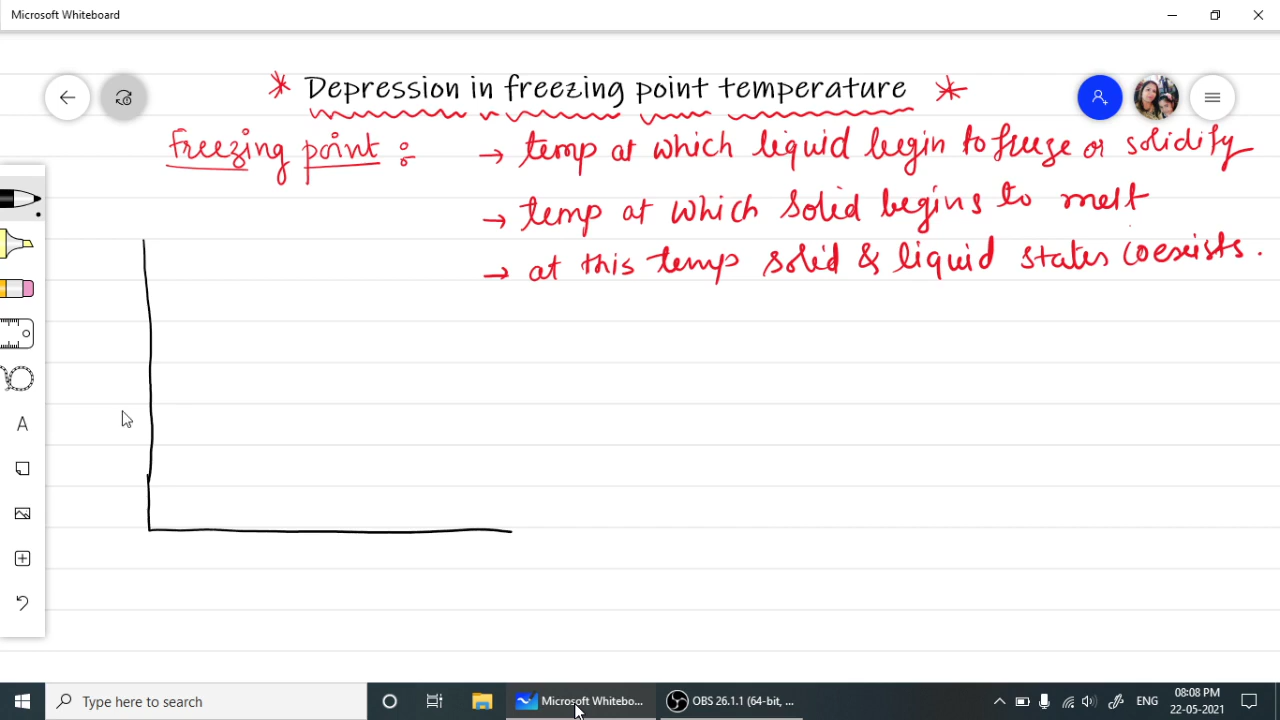 Microsoft Whiteboard
* Depression in freezing point temperature *
Freezing point : → temp at which liquid begin to freeze or solidify
→ temp at which solid begins to melt
→ at this temp solid & liquid states coexists.
A
Type here to search
Microsoft Whitebo...
OBS 26.1.1 (64-bit, ...
ENG
08:08 PM
22-05-2021